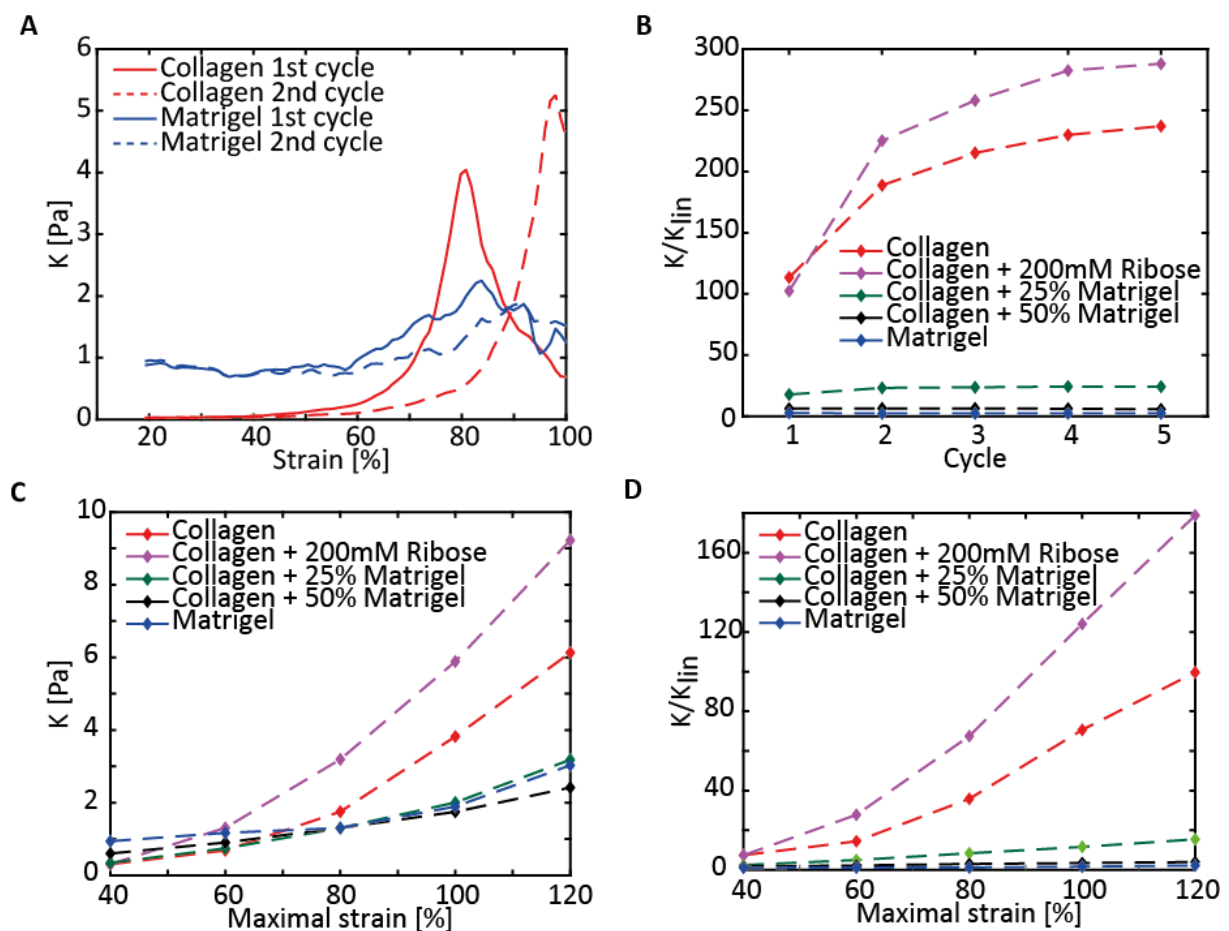 A
6
5
4
3
2
1
0
K [Pa]
Collagen 1st cycle
Collagen 2nd cycle
Matrigel 1st cycle
Matrigel 2nd cycle
20 40 60 80 100
Strain [%]
B
300
250
200
150
100
50
0
K/Klin
Collagen
Collagen + 200mM Ribose
Collagen + 25% Matrigel
Collagen + 50% Matrigel
Matrigel
1 2 3 4 5
Cycle
C
10
8
6
4
2
0
K [Pa]
Collagen
Collagen + 200mM Ribose
Collagen + 25% Matrigel
Collagen + 50% Matrigel
Matrigel
40 60 80 100 120
Maximal strain [%]
D
160
120
80
40
0
K/Klin
Collagen
Collagen + 200mM Ribose
Collagen + 25% Matrigel
Collagen + 50% Matrigel
Matrigel
40 60 80 100 120
Maximal strain [%]